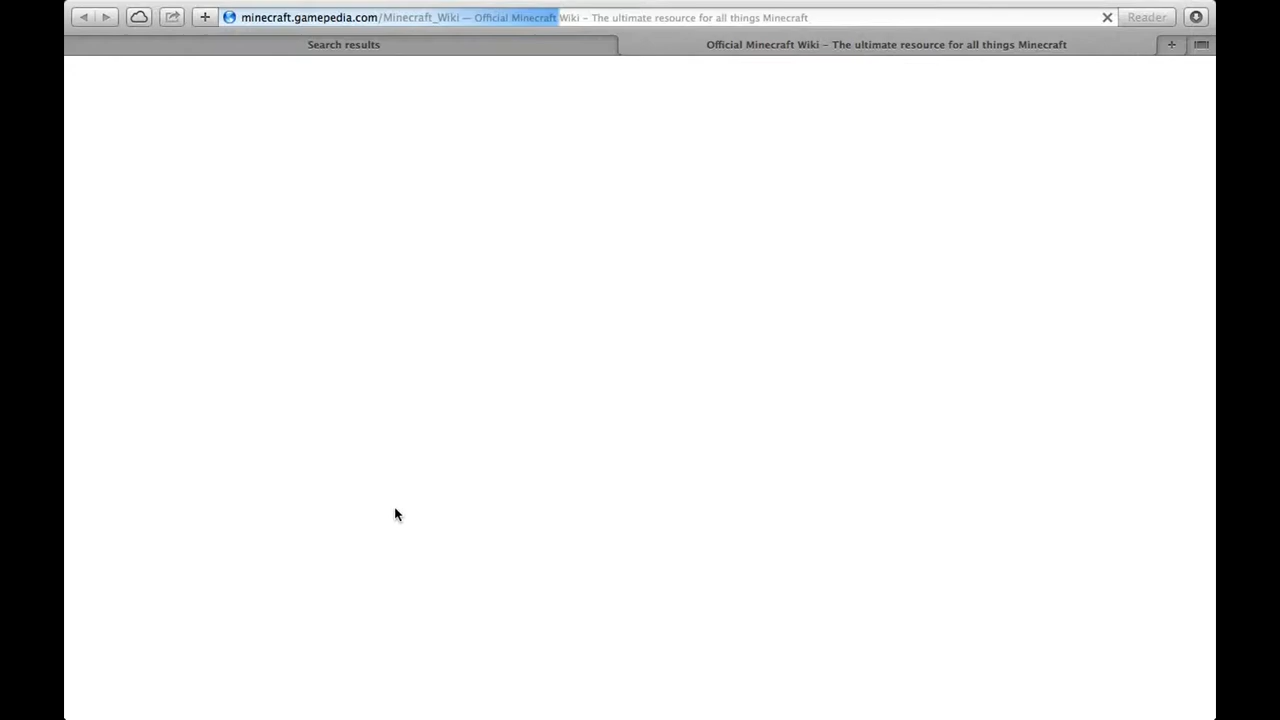 minecraft.gamepedia.com/Minecraft_Wiki — Official Minecraft Wiki – The ultimate resource for all things Minecraft
Reader
Search results
Official Minecraft Wiki – The ultimate resource for all things Minecraft